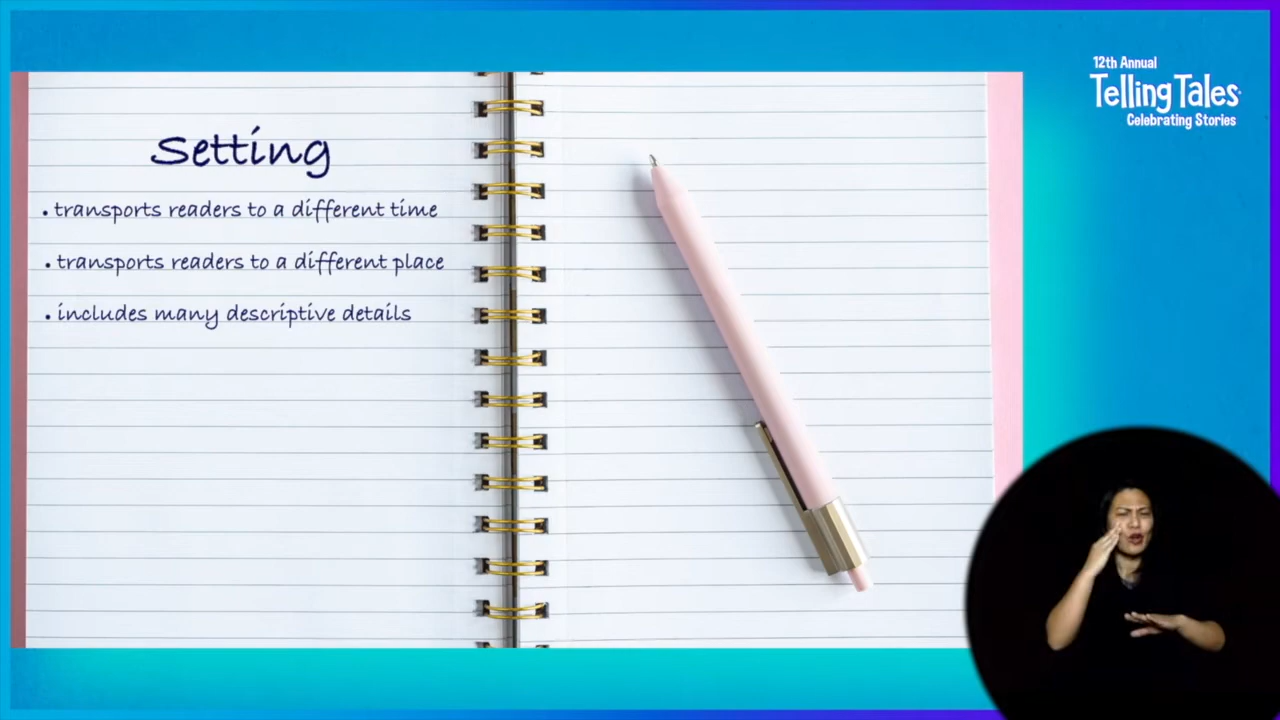 12th Annual
Telling Tales
Celebrating Stories
Setting
. transports readers to a different time
. transports readers to a different place
. includes many descriptive details